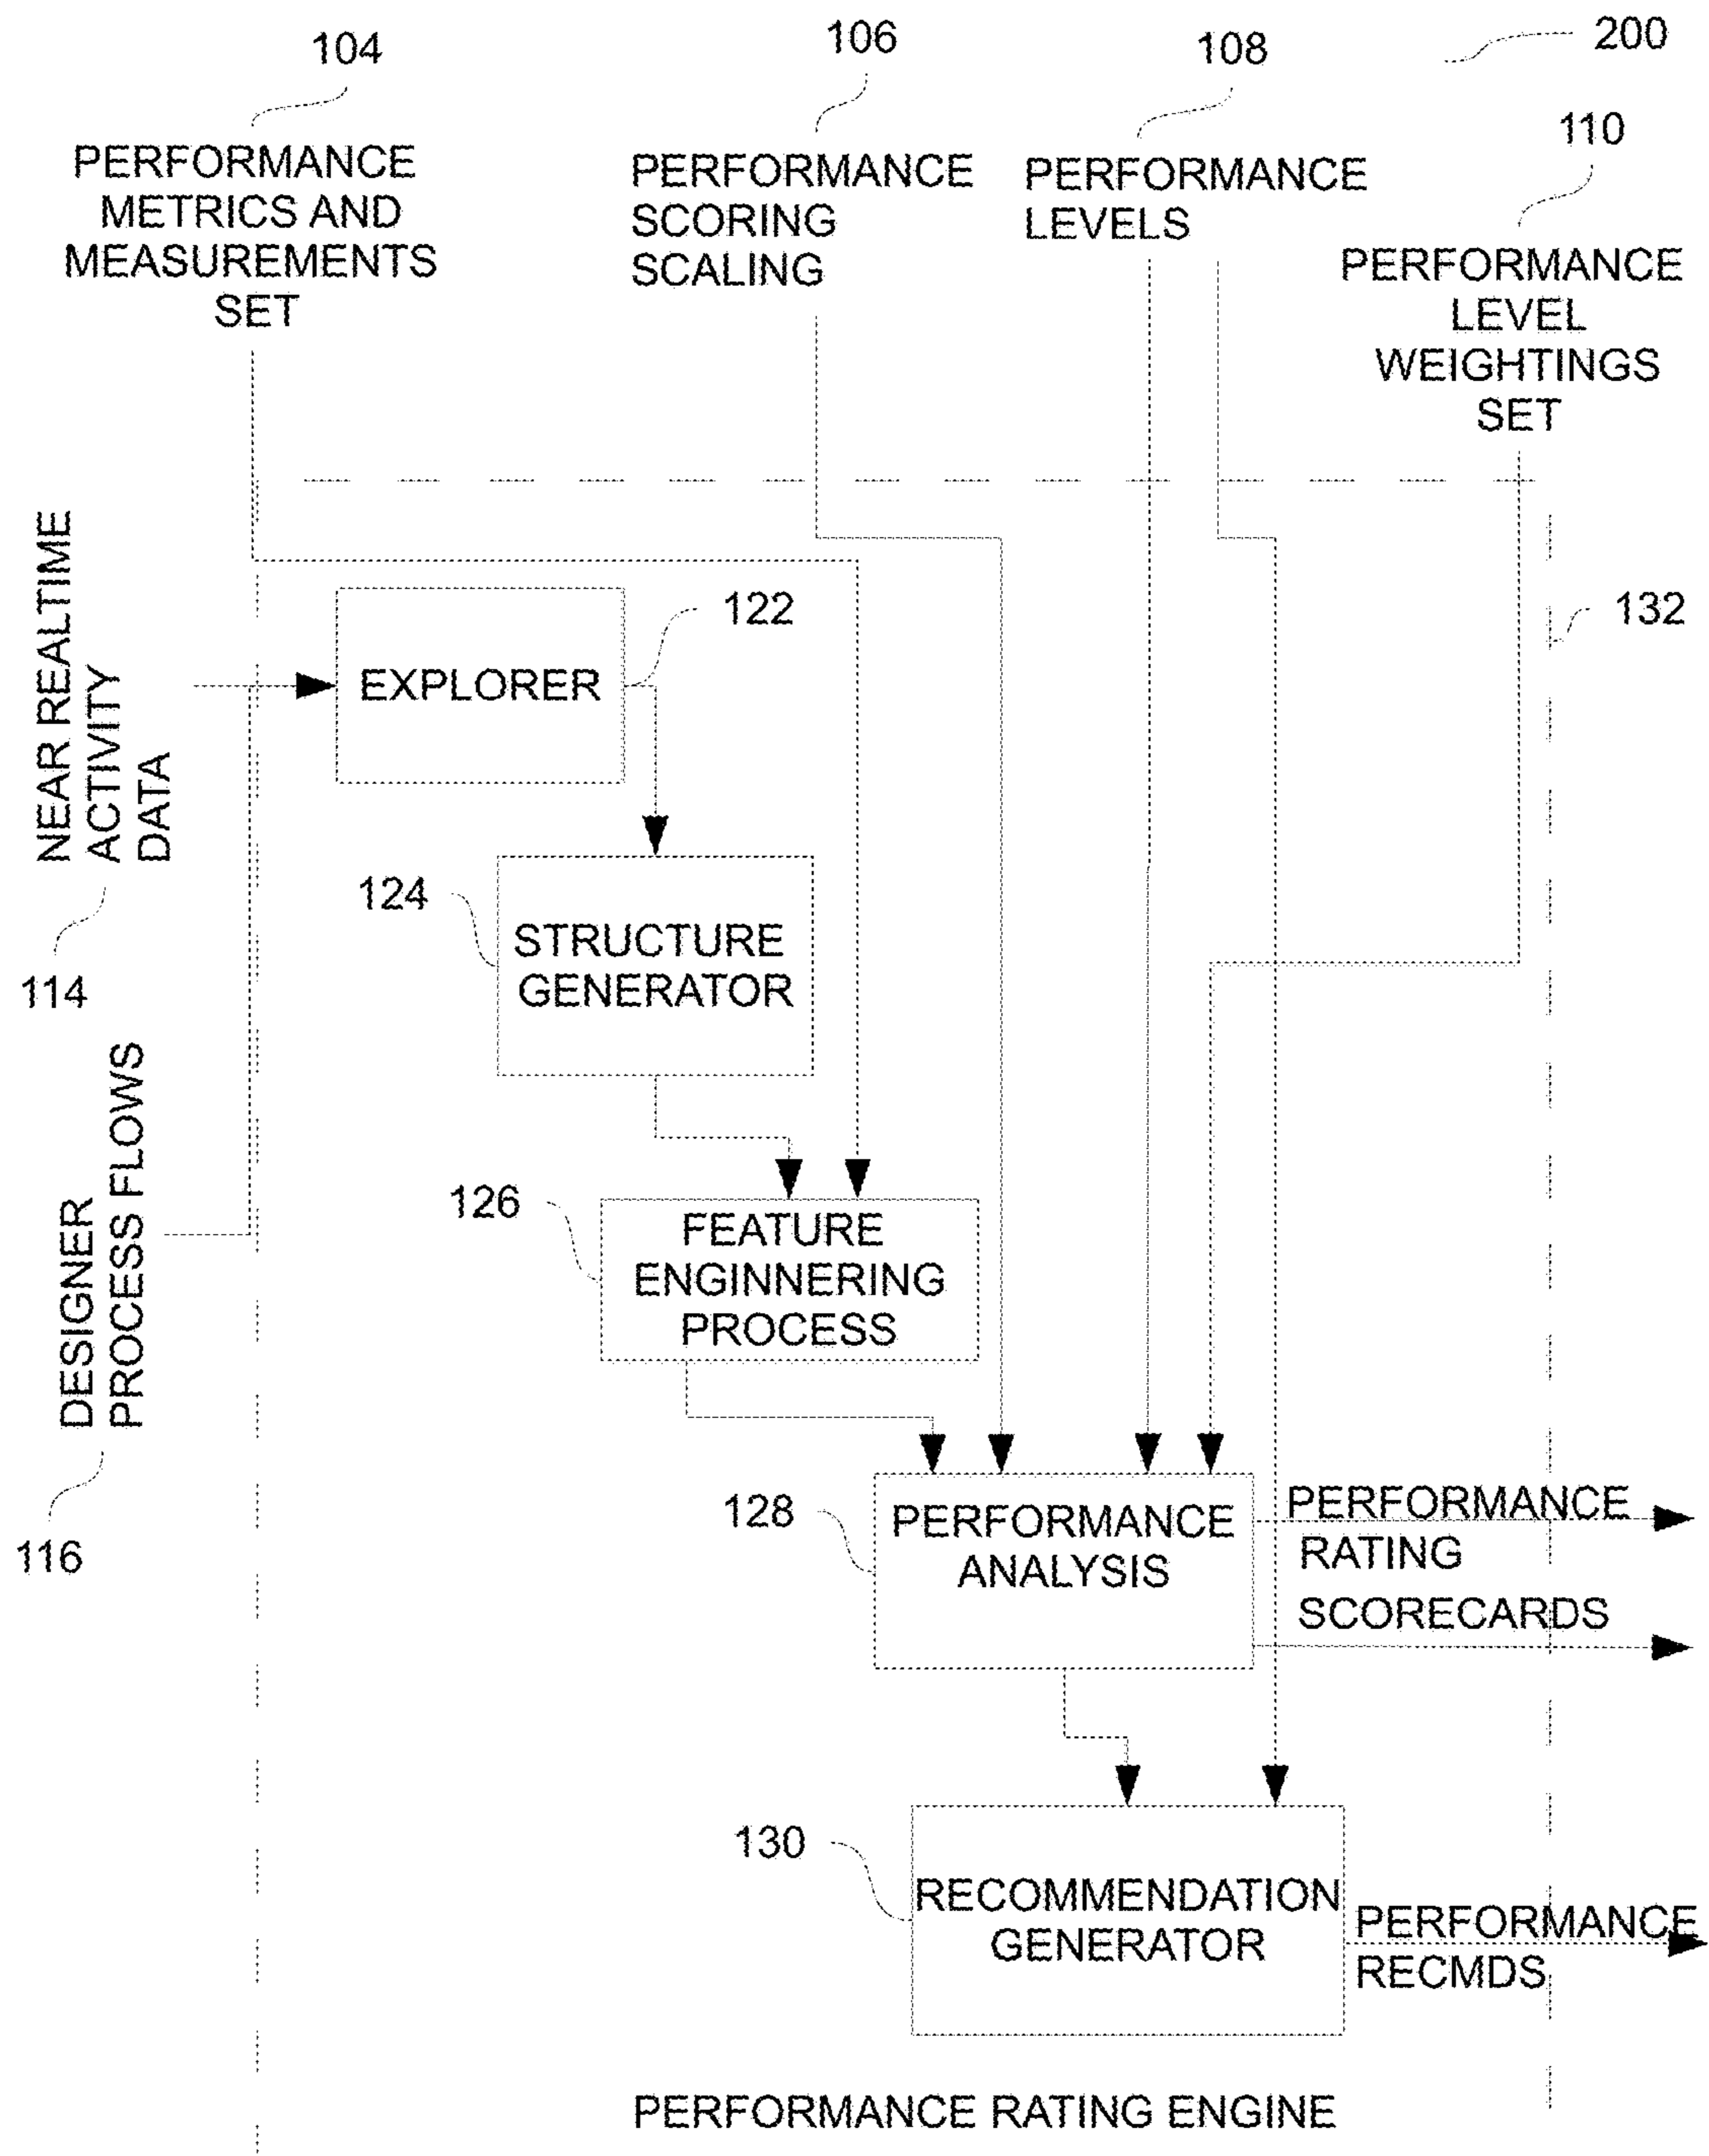 104
106
108
200
110
PERFORMANCE
METRICS AND
MEASUREMENTS
SET
PERFORMANCE
SCORING
SCALING
PERFORMANCE
LEVELS
PERFORMANCE
LEVEL
WEIGHTINGS
SET
NEAR REALTIME
ACTIVITY
DATA
114
EXPLORER
122
132
124
STRUCTURE
GENERATOR
DESIGNER
PROCESS FLOWS
116
126
FEATURE
ENGINNERING
PROCESS
128
PERFORMANCE
ANALYSIS
PERFORMANCE
RATING
SCORECARDS
130
RECOMMENDATION
GENERATOR
PERFORMANCE
RECMDS
PERFORMANCE RATING ENGINE